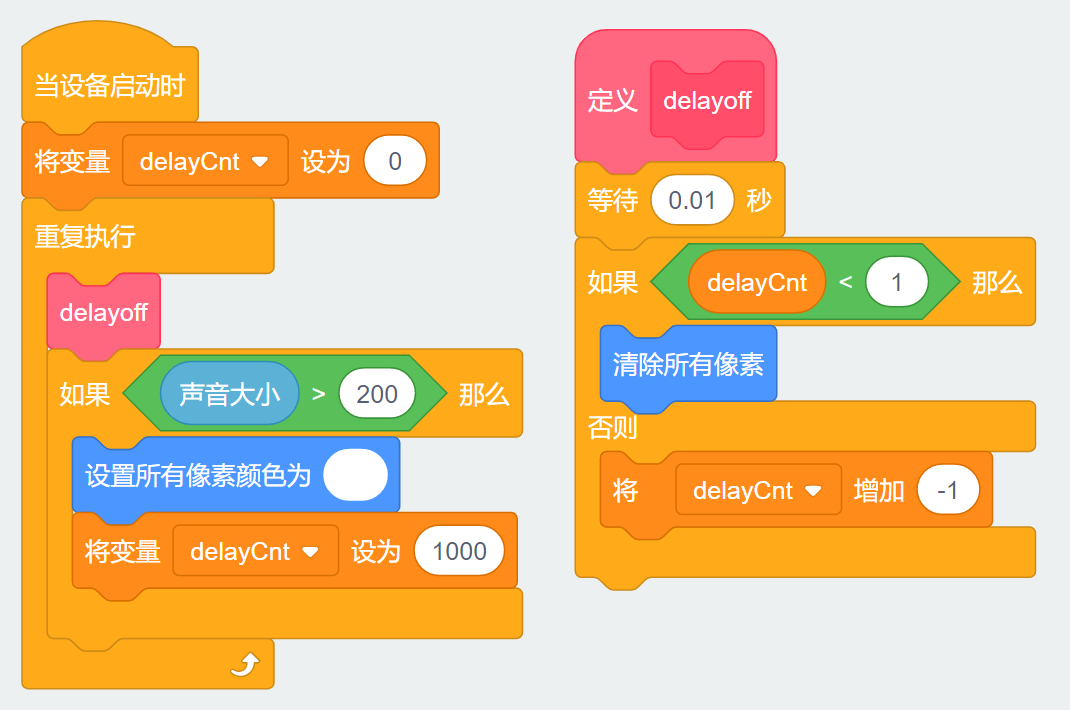 当设备启动时
将变量 delayCnt 设为 0
重复执行
delayoff
如果 声音大小 > 200 那么
设置所有像素颜色为
将变量 delayCnt 设为 1000
定义 delayoff
等待 0.01 秒
如果 delayCnt < 1 那么
清除所有像素
否则
将 delayCnt 增加 -1